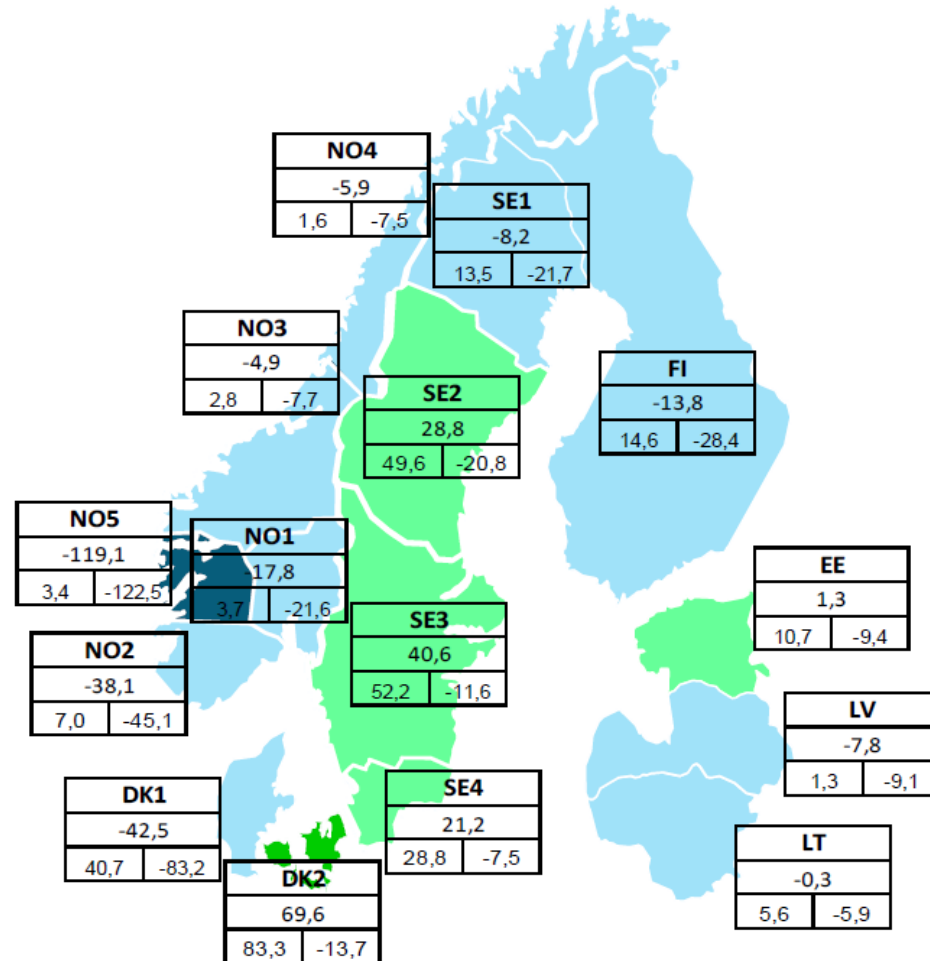 NO4
-5,9
1,6 -7,5
SE1
-8,2
13,5 -21,7
NO3
-4,9
2,8 -7,7
SE2
28,8
49,6 -20,8
FI
-13,8
14,6 -28,4
NO5
-119,1
3,4 -122,5
NO1
-17,8
3,7 -21,6
EE
1,3
10,7 -9,4
SE3
40,6
52,2 -11,6
NO2
-38,1
7,0 -45,1
LV
-7,8
1,3 -9,1
DK1
-42,5
40,7 -83,2
SE4
21,2
28,8 -7,5
LT
-0,3
5,6 -5,9
DK2
69,6
83,3 -13,7